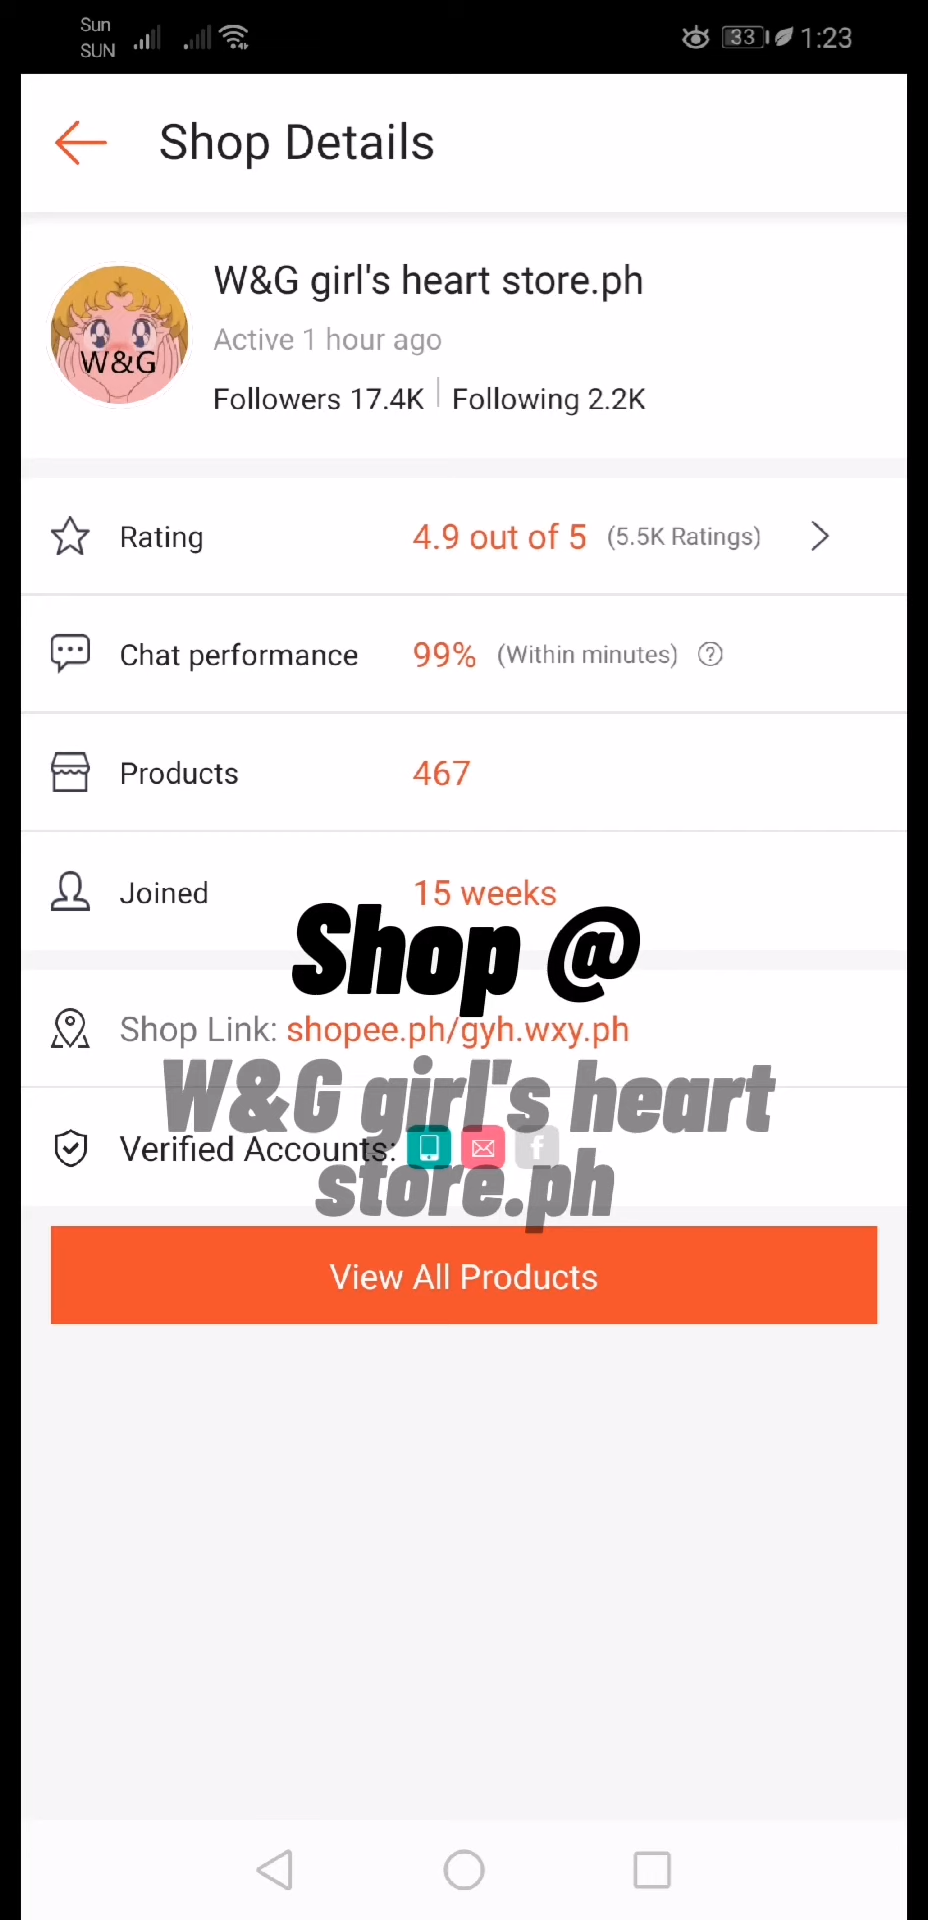 Sun
SUN
33
1:23
Shop Details
W&G girl's heart store.ph
Active 1 hour ago
Followers 17.4K
Following 2.2K
W&G
Rating
4.9 out of 5 (5.5K Ratings)
Chat performance
99% (Within minutes) ?
Products
467
Joined
15 weeks
Shop @
Shop Link: shopee.ph/gyh.wxy.ph
W&G girl's heart
store.ph
Verified Accounts: f
View All Products